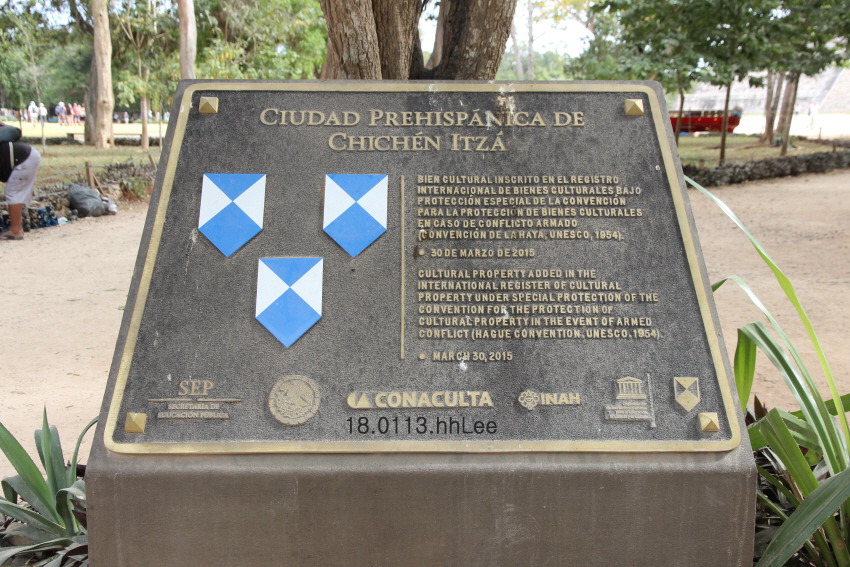 CIUDAD PREHISPÁNICA DE
CHICHÉN ITZÁ
BIEN CULTURAL INSCRITO EN EL REGISTRO
INTERNACIONAL DE BIENES CULTURALES BAJO
PROTECCIÓN ESPECIAL DE LA CONVENCIÓN
PARA LA PROTECCIÓN DE BIENES CULTURALES
EN CASO DE CONFLICTO ARMADO
(CONVENCIÓN DE LA HAYA, UNESCO, 1954).
30 DE MARZO DE 2015
CULTURAL PROPERTY ADDED IN THE
INTERNATIONAL REGISTER OF CULTURAL
PROPERTY UNDER SPECIAL PROTECTION OF THE
CONVENTION FOR THE PROTECTION OF
CULTURAL PROPERTY IN THE EVENT OF ARMED
CONFLICT (HAGUE CONVENTION, UNESCO, 1954).
MARCH 30, 2015
SEP
SECRETARÍA DE
EDUCACIÓN PÚBLICA
CONACULTA
INAH
18.0113.hhLee